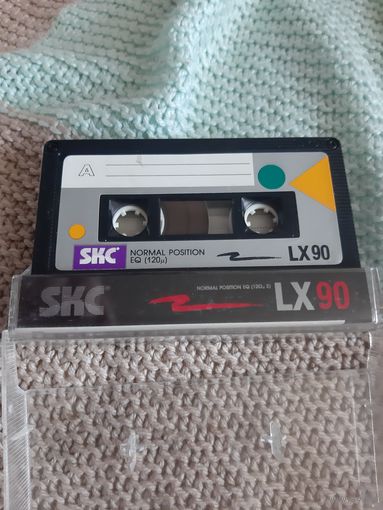 A
SKC
NORMAL POSITION
EQ (120μ)
LX 90
SKC
NORMAL POSITION EQ (120μ S)
LX 90